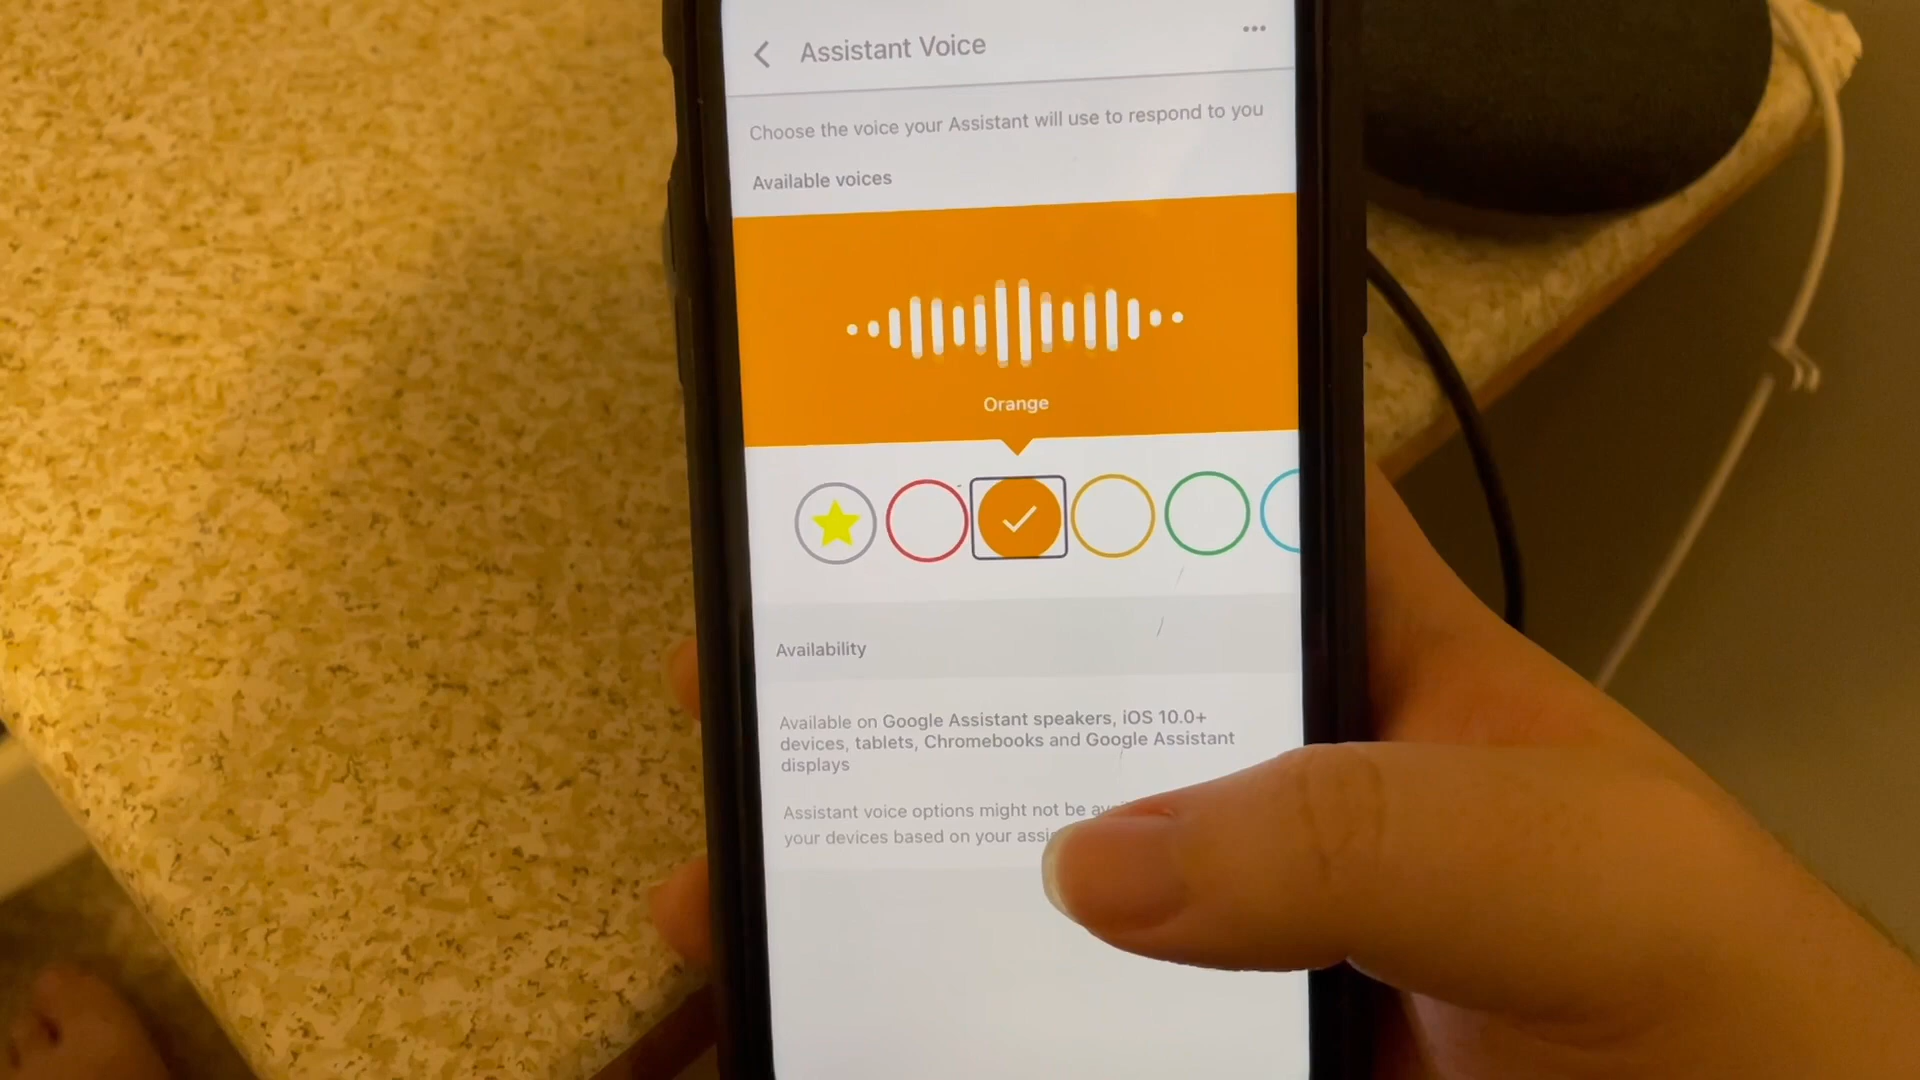 Assistant Voice
Choose the voice your Assistant will use to respond to you
Available voices
Orange
Availability
Available on Google Assistant speakers, iOS 10.0+
devices, tablets, Chromebooks and Google Assistant
displays
Assistant voice options might not be
your devices based on your